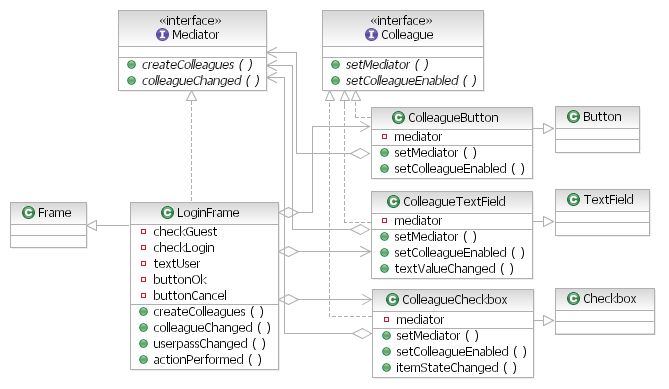 «interface»
Mediator
createColleagues ( )
colleagueChanged ( )
«interface»
Colleague
setMediator ( )
setColleagueEnabled ( )
ColleagueButton
mediator
setMediator ( )
setColleagueEnabled ( )
Button
Frame
LoginFrame
checkGuest
checkLogin
textUser
buttonOk
buttonCancel
createColleagues ( )
colleagueChanged ( )
userpassChanged ( )
actionPerformed ( )
ColleagueTextField
mediator
setMediator ( )
setColleagueEnabled ( )
textValueChanged ( )
TextField
ColleagueCheckbox
mediator
setMediator ( )
setColleagueEnabled ( )
itemStateChanged ( )
Checkbox